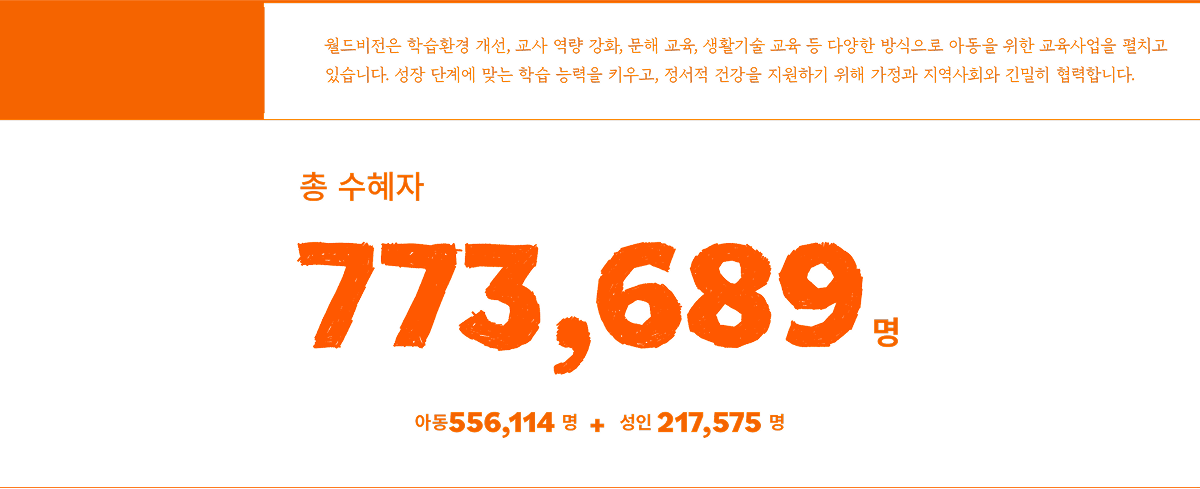 월드비전은 학습환경 개선, 교사 역량 강화, 문해 교육, 생활기술 교육 등 다양한 방식으로 아동을 위한 교육사업을 펼치고
있습니다. 성장 단계에 맞는 학습 능력을 키우고, 정서적 건강을 지원하기 위해 가정과 지역사회와 긴밀히 협력합니다.
총 수혜자
773,689 명
아동556,114 명 + 성인 217,575 명